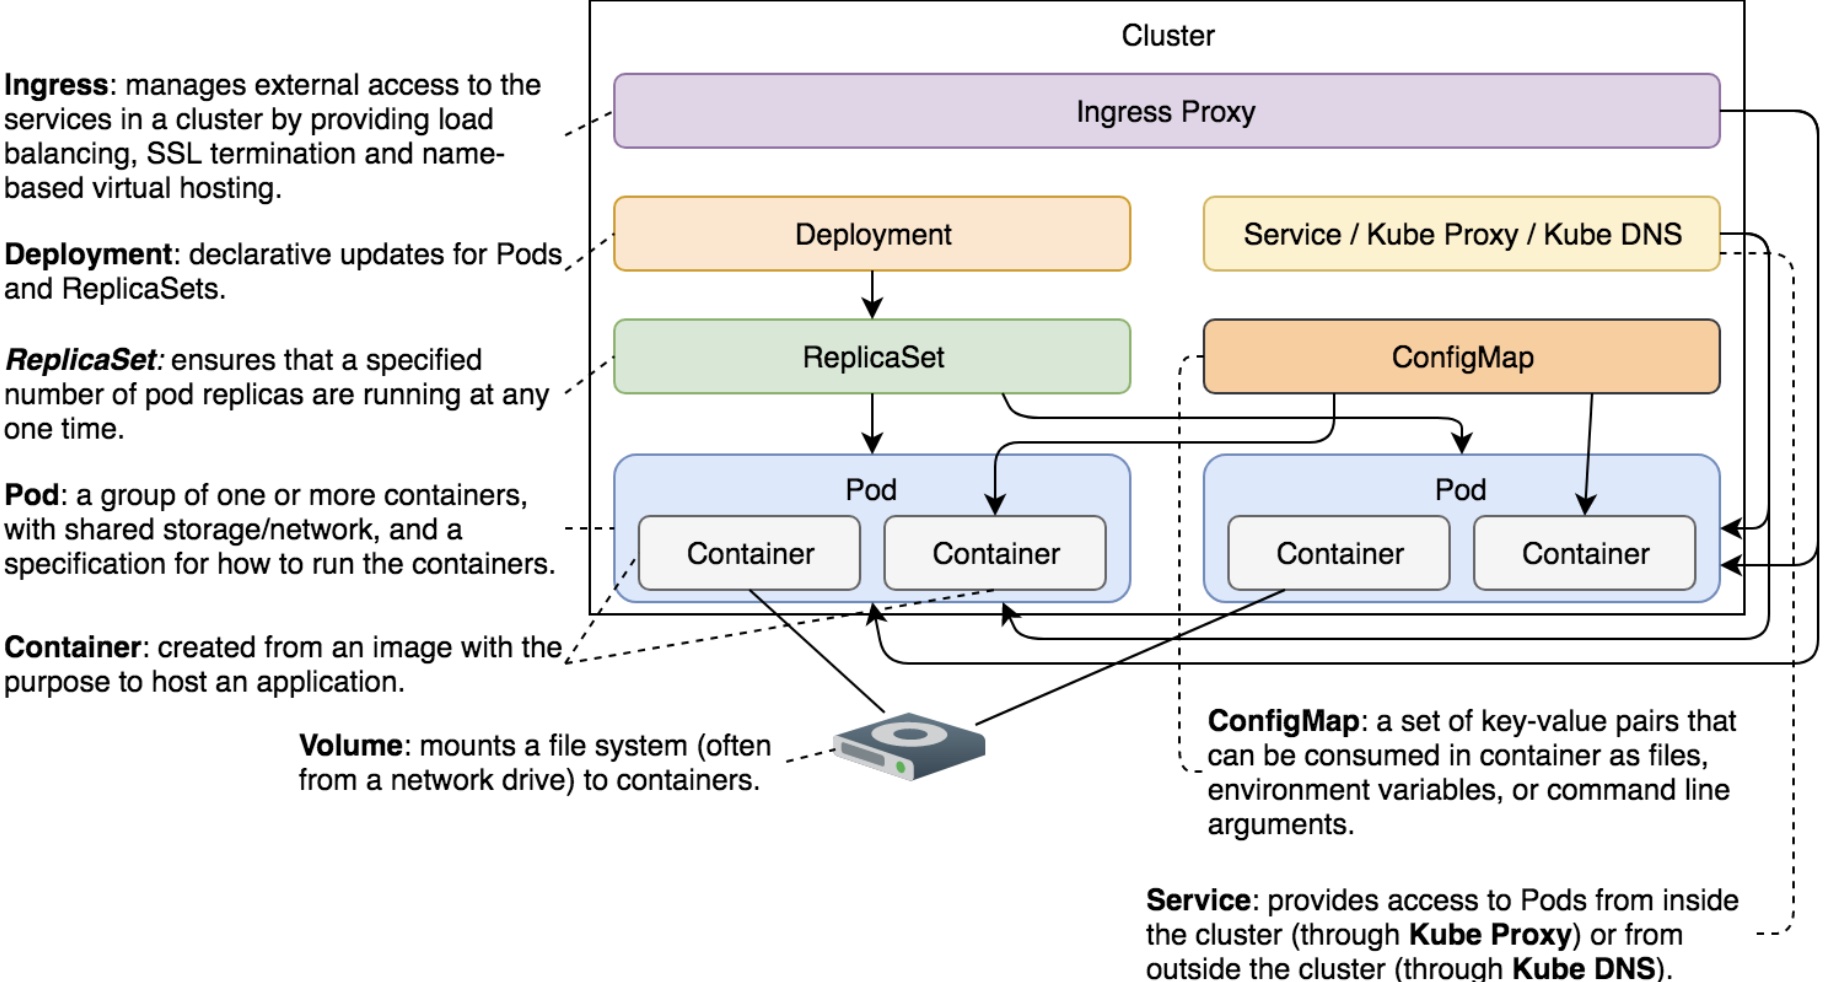 Cluster
Ingress: manages external access to the
services in a cluster by providing load
balancing, SSL termination and name-
based virtual hosting.
Ingress Proxy
Deployment: declarative updates for Pods
and ReplicaSets.
Deployment
Service / Kube Proxy / Kube DNS
ReplicaSet: ensures that a specified
number of pod replicas are running at any
one time.
ReplicaSet
ConfigMap
Pod: a group of one or more containers,
with shared storage/network, and a
specification for how to run the containers.
Pod
Container
Container
Pod
Container
Container
Container: created from an image with the
purpose to host an application.
Volume: mounts a file system (often
from a network drive) to containers.
ConfigMap: a set of key-value pairs that
can be consumed in container as files,
environment variables, or command line
arguments.
Service: provides access to Pods from inside
the cluster (through Kube Proxy) or from
outside the cluster (through Kube DNS).